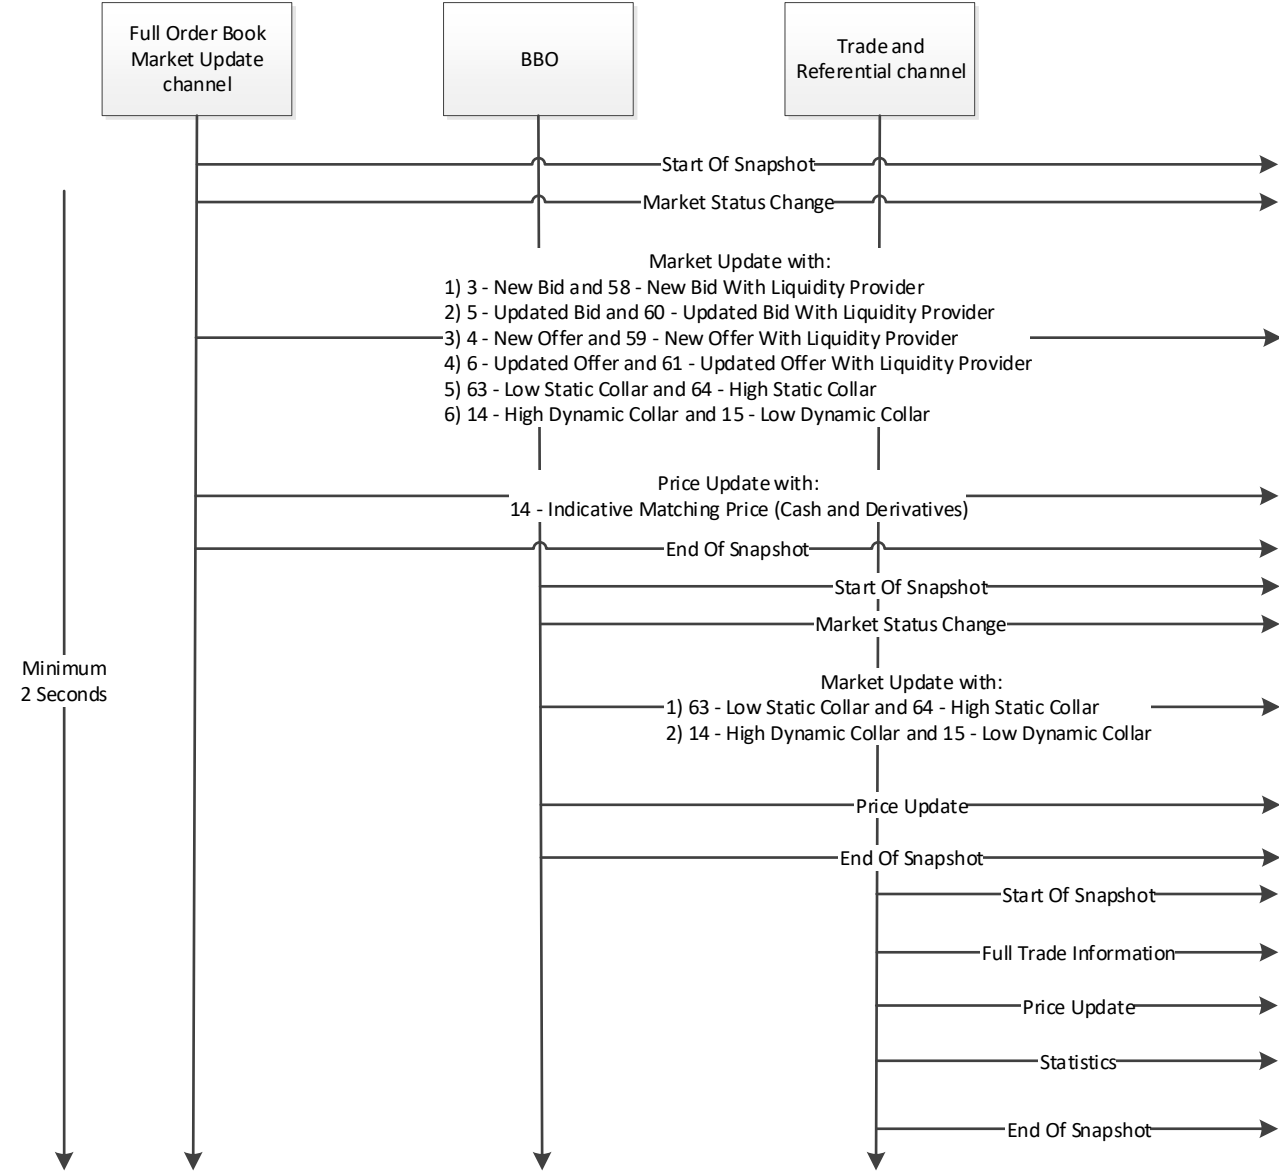 Full Order Book
Market Update
channel
BBO
Trade and
Referential channel
Start Of Snapshot
Market Status Change
Market Update with:
1) 3 - New Bid and 58 - New Bid With Liquidity Provider
2) 5 - Updated Bid and 60 - Updated Bid With Liquidity Provider
3) 4 - New Offer and 59 - New Offer With Liquidity Provider
4) 6 - Updated Offer and 61 - Updated Offer With Liquidity Provider
5) 63 - Low Static Collar and 64 - High Static Collar
6) 14 - High Dynamic Collar and 15 - Low Dynamic Collar
Price Update with:
14 - Indicative Matching Price (Cash and Derivatives)
End Of Snapshot
Start Of Snapshot
Market Status Change
Minimum
2 Seconds
Market Update with:
1) 63 - Low Static Collar and 64 - High Static Collar
2) 14 - High Dynamic Collar and 15 - Low Dynamic Collar
Price Update
End Of Snapshot
Start Of Snapshot
Full Trade Information
Price Update
Statistics
End Of Snapshot